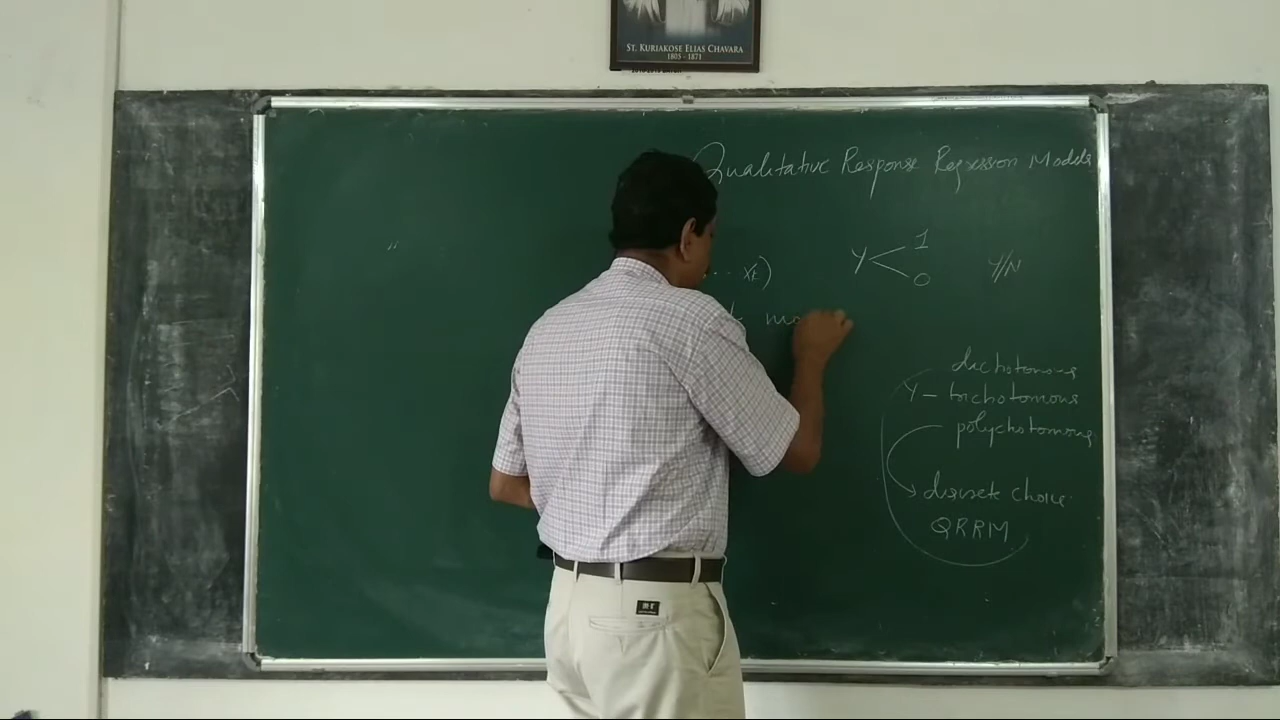 ST. KURIAKOSE ELIAS CHAVARA
1805 - 1871
Qualitative Response Regression Models
Y < 1
0
Y/N
... Xk)
dichotomous
Y - trichotomous
polychotomous
discrete choice
QRRM